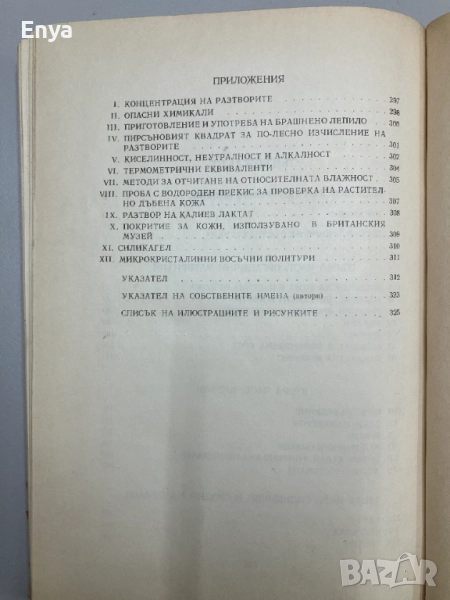 Enya
ПРИЛОЖЕНИЯ
I. КОНЦЕНТРАЦИЯ НА РАЗТВОРИТЕ 297
II. ОПАСНИ ХИМИКАЛИ 298
III. ПРИГОТОВЛЕНИЕ И УПОТРЕБА НА БРАШНЕНО ЛЕПИЛО 300
IV. ПИРСЪНОВИЯТ КВАДРАТ ЗА ПО-ЛЕСНО ИЗЧИСЛЕНИЕ НА
РАЗТВОРИТЕ 301
V. КИСЕЛИННОСТ, НЕУТРАЛНОСТ И АЛКАЛНОСТ 302
VI. ТЕРМОМЕТРИЧНИ ЕКВИВАЛЕНТИ 304
VII. МЕТОДИ ЗА ОТЧИТАНЕ НА ОТНОСИТЕЛНАТА ВЛАЖНОСТ 305
VIII. ПРОБА С ВОДОРОДЕН ПРЕКИС ЗА ПРОВЕРКА НА РАСТИТЕЛ-
НО ДЪБЕНА КОЖА 307
IX. РАЗТВОР НА КАЛИЕВ ЛАКТАТ 308
X. ПОКРИТИЕ ЗА КОЖИ, ИЗПОЛЗУВАНО В БРИТАНСКИЯ
МУЗЕЙ 309
XI. СИЛИКАГЕЛ 310
XII. МИКРОКРИСТАЛИННИ ВОСЪЧНИ ПОЛИТУРИ 311
УКАЗАТЕЛ 312
УКАЗАТЕЛ НА СОБСТВЕНИТЕ ИМЕНА (автори) 323
СПИСЪК НА ИЛЮСТРАЦИИТЕ И РИСУНКИТЕ 325
BAZAR